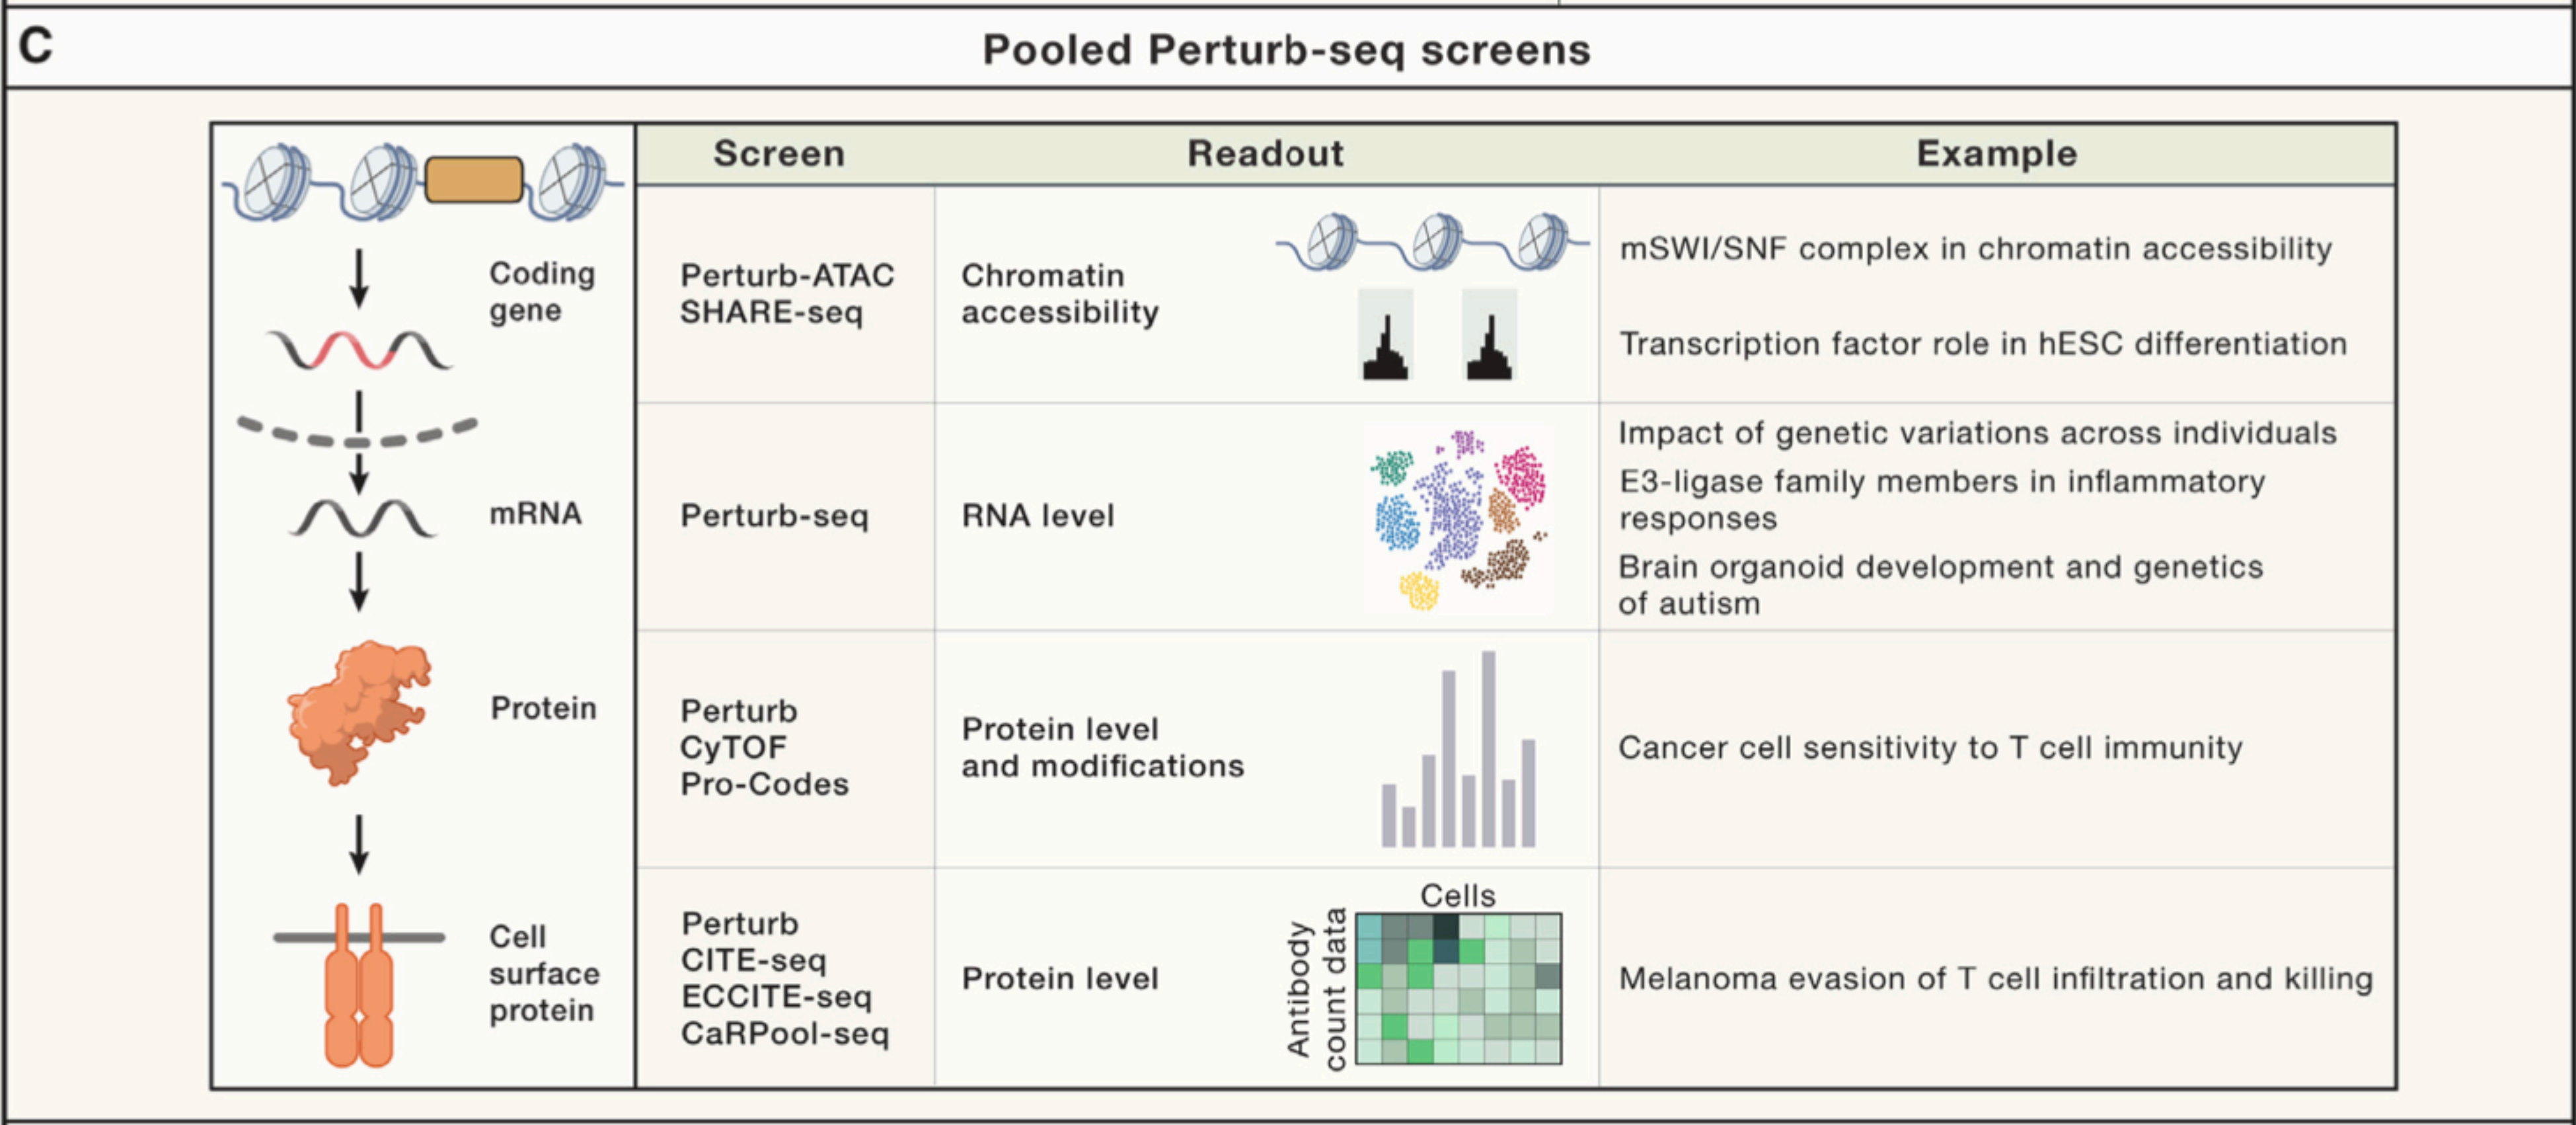 C
Pooled Perturb-seq screens
Screen
Readout
Example
Coding
gene
mRNA
Protein
Cell
surface
protein
Perturb-ATAC
SHARE-seq
Chromatin
accessibility
mSWI/SNF complex in chromatin accessibility
Transcription factor role in hESC differentiation
Perturb-seq
RNA level
Impact of genetic variations across individuals
E3-ligase family members in inflammatory
responses
Brain organoid development and genetics
of autism
Perturb
CyTOF
Pro-Codes
Protein level
and modifications
Cancer cell sensitivity to T cell immunity
Perturb
CITE-seq
ECCITE-seq
CaRPool-seq
Protein level
Cells
Antibody
count data
Melanoma evasion of T cell infiltration and killing